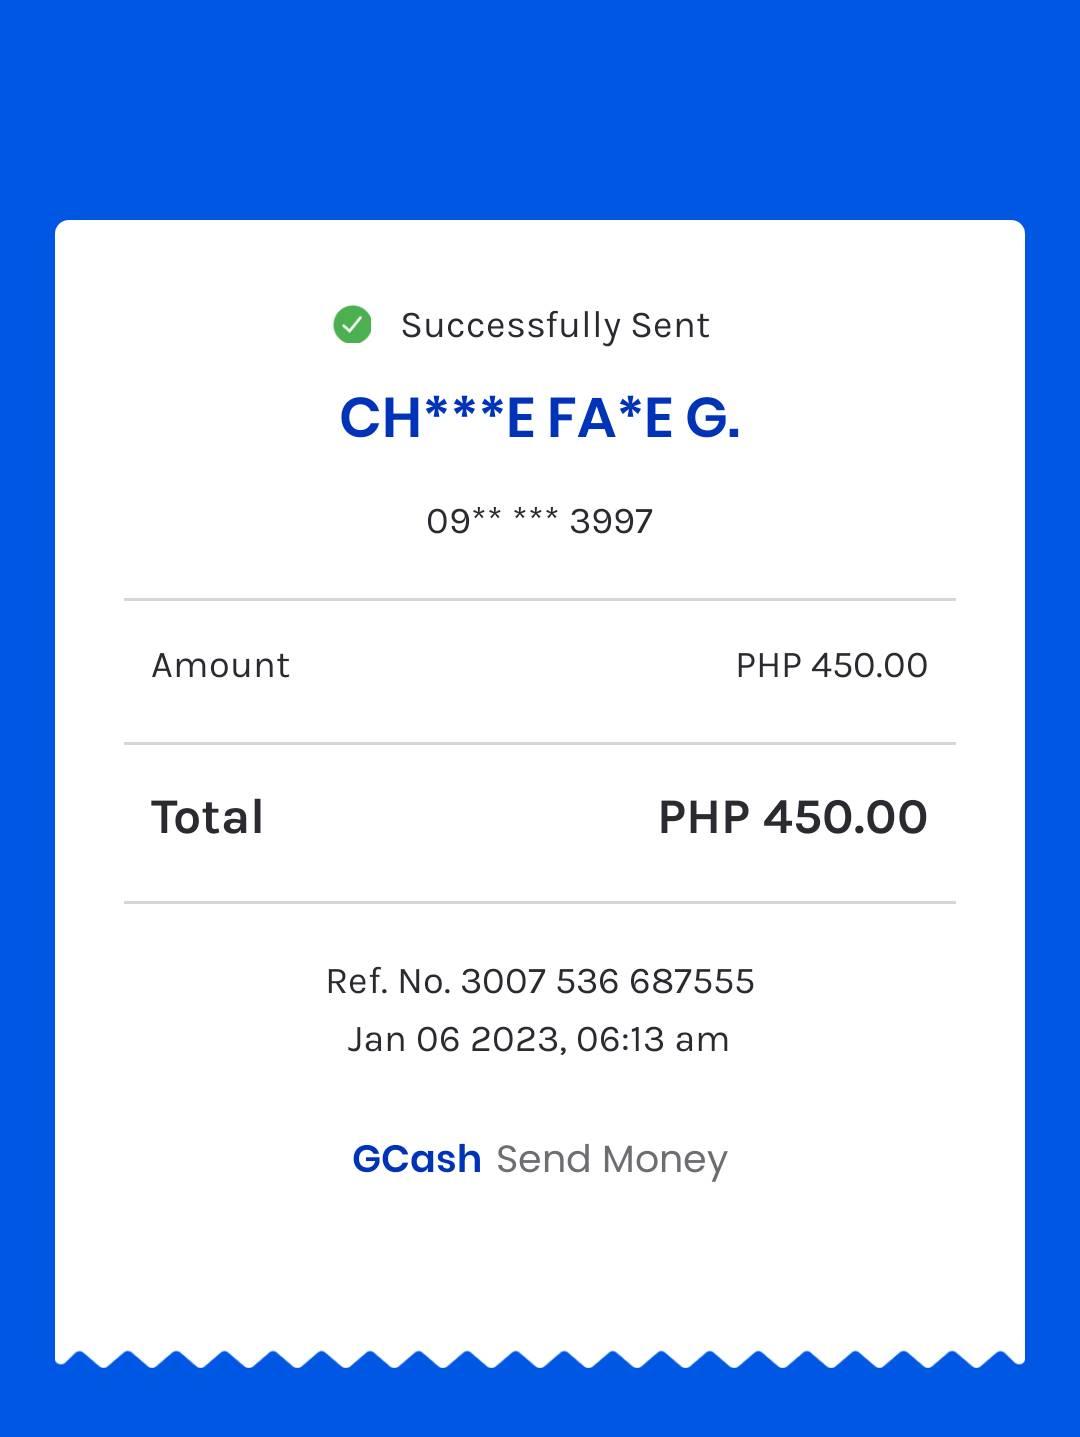 Successfully Sent
CH***E FA*E G.
09** *** 3997
Amount PHP 450.00
Total PHP 450.00
Ref. No. 3007 536 687555
Jan 06 2023, 06:13 am
GCash Send Money